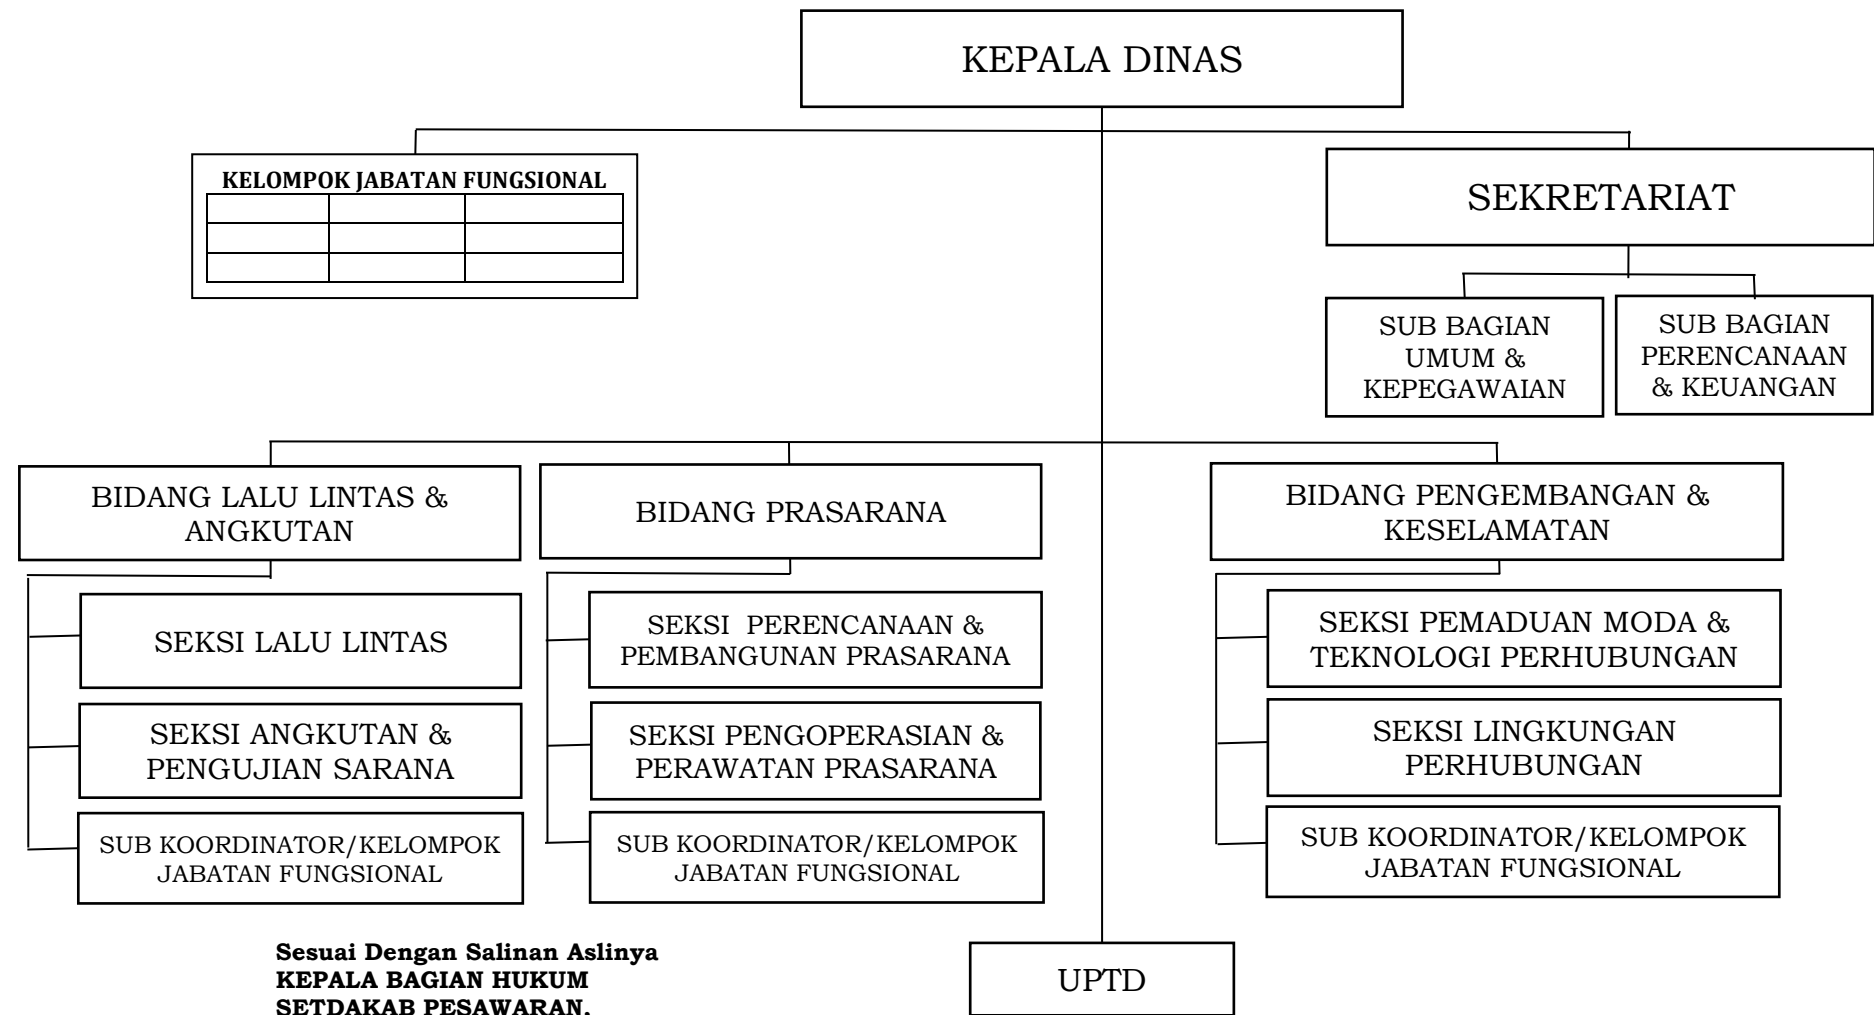 KEPALA DINAS
KELOMPOK JABATAN FUNGSIONAL
SEKRETARIAT
SUB BAGIAN
UMUM &
KEPEGAWAIAN
SUB BAGIAN
PERENCANAAN
& KEUANGAN
BIDANG LALU LINTAS &
ANGKUTAN
BIDANG PRASARANA
BIDANG PENGEMBANGAN &
KESELAMATAN
SEKSI LALU LINTAS
SEKSI ANGKUTAN &
PENGUJIAN SARANA
SUB KOORDINATOR/KELOMPOK
JABATAN FUNGSIONAL
SEKSI PERENCANAAN &
PEMBANGUNAN PRASARANA
SEKSI PENGOPERASIAN &
PERAWATAN PRASARANA
SUB KOORDINATOR/KELOMPOK
JABATAN FUNGSIONAL
SEKSI PEMADUAN MODA &
TEKNOLOGI PERHUBUNGAN
SEKSI LINGKUNGAN
PERHUBUNGAN
SUB KOORDINATOR/KELOMPOK
JABATAN FUNGSIONAL
UPTD
Sesuai Dengan Salinan Aslinya
KEPALA BAGIAN HUKUM
SETDAKAB PESAWARAN,